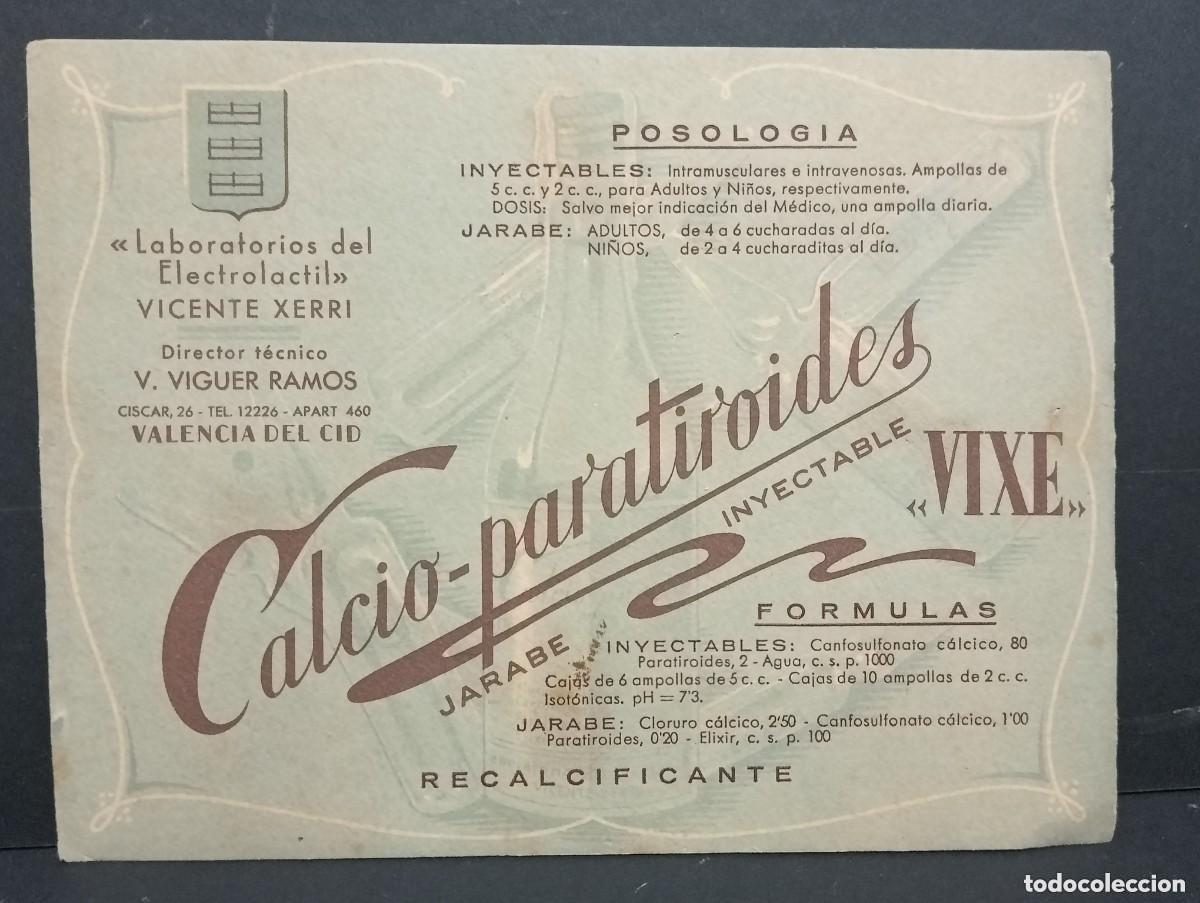 «Laboratorios del
Electrolactil»
VICENTE XERRI
Director técnico
V. VIGUER RAMOS
CISCAR, 26 - TEL. 12226 - APART 460
VALENCIA DEL CID
POSOLOGIA
INYECTABLES: Intramusculares e intravenosas. Ampollas de
5 c. c. y 2 c. c., para Adultos y Niños, respectivamente.
DOSIS: Salvo mejor indicación del Médico, una ampolla diaria.
JARABE: ADULTOS, de 4 a 6 cucharadas al día.
NIÑOS, de 2 a 4 cucharaditas al día.
Calcio-paratiroides
«VIXE»
JARABE INYECTABLE
FORMULAS
INYECTABLES: Canfosulfonato cálcico, 80
Paratiroides, 2 - Agua, c. s. p. 1000
Cajas de 6 ampollas de 5 c. c. - Cajas de 10 ampollas de 2 c. c.
Isotónicas. pH = 7'3.
JARABE: Cloruro cálcico, 2'50 - Canfosulfonato cálcico, 1'00
Paratiroides, 0'20 - Elixir, c. s. p. 100
RECALCIFICANTE
todocoleccion